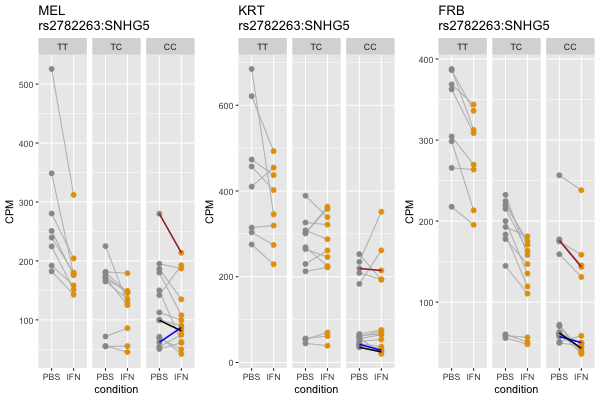 MEL
rs2782263:SNHG5
TT TC CC
500
400
300
200
100
CPM
PBS IFN PBS IFN PBS IFN
condition
KRT
rs2782263:SNHG5
TT TC CC
600
400
200
0
CPM
PBS IFN PBS IFN PBS IFN
condition
FRB
rs2782263:SNHG5
TT TC CC
400
300
200
100
CPM
PBS IFN PBS IFN PBS IFN
condition